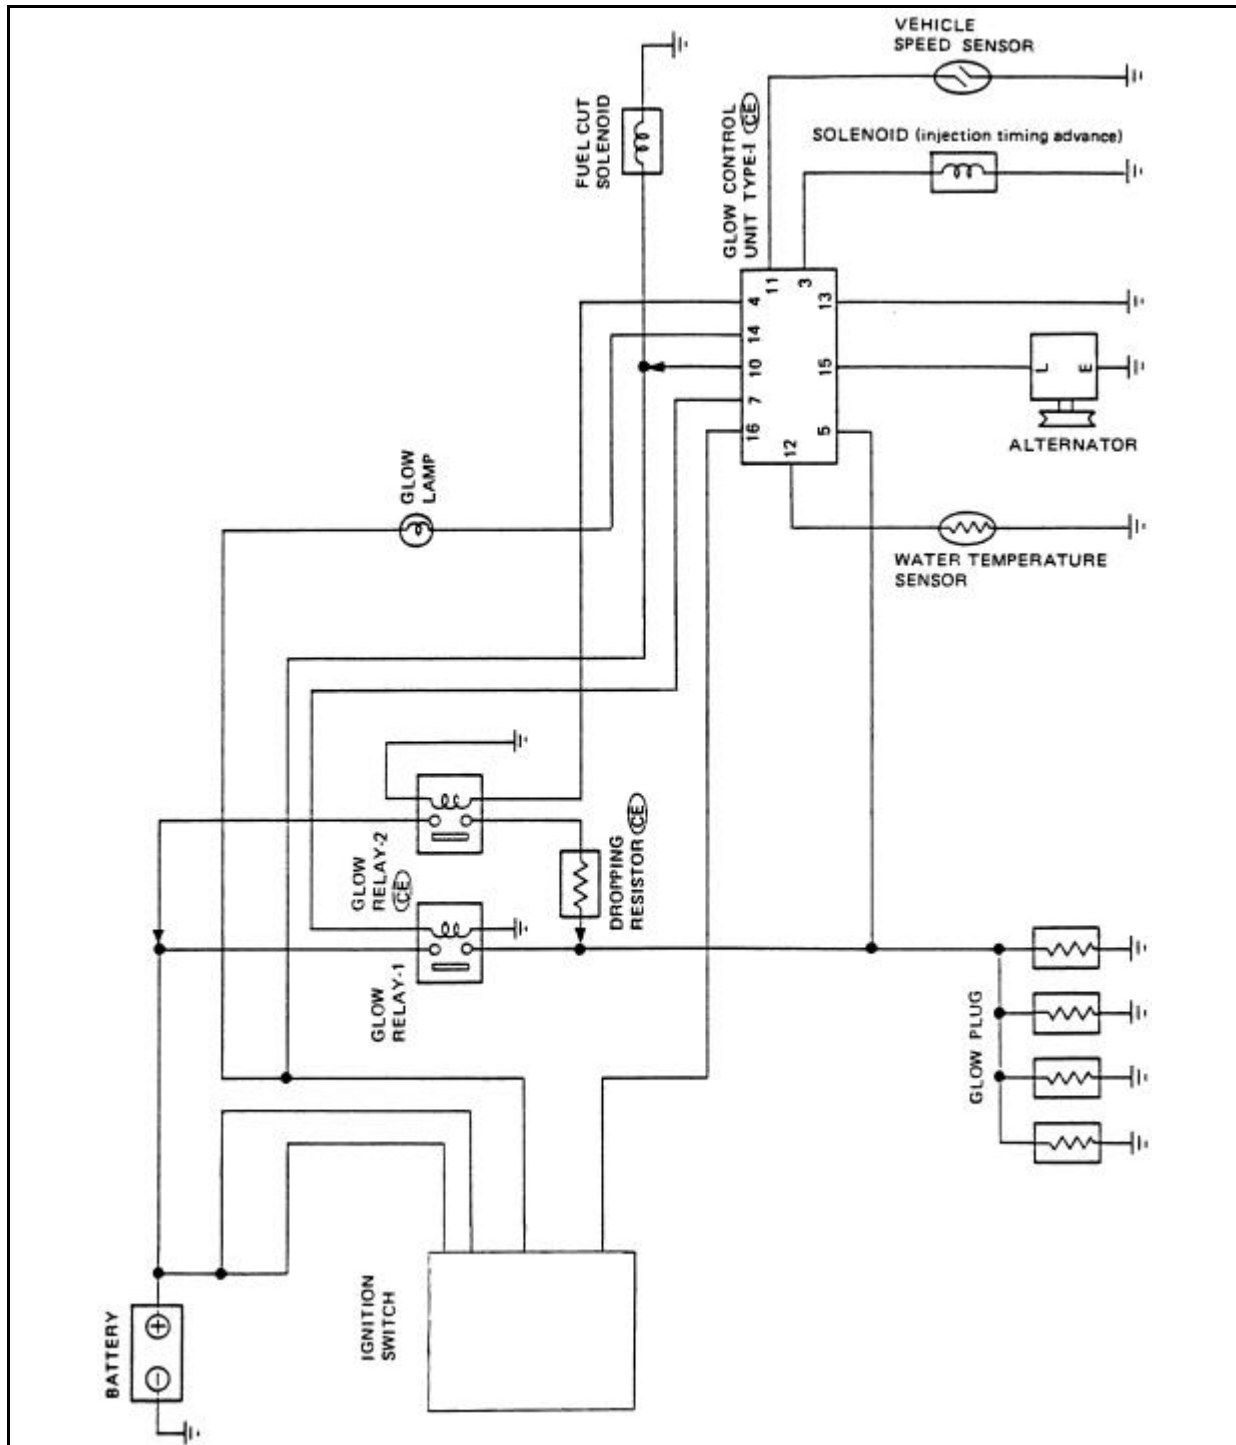 VEHICLE
SPEED SENSOR
FUEL CUT
SOLENOID
GLOW CONTROL
UNIT TYPE-I CE
SOLENOID (injection timing advance)
11
3
4
13
14
10
15
7
16
5
12
L
E
ALTERNATOR
GLOW
LAMP
WATER TEMPERATURE
SENSOR
GLOW
RELAY-2
CE
DROPPING
RESISTOR CE
GLOW
RELAY-1
GLOW PLUG
BATTERY
+
−
IGNITION
SWITCH